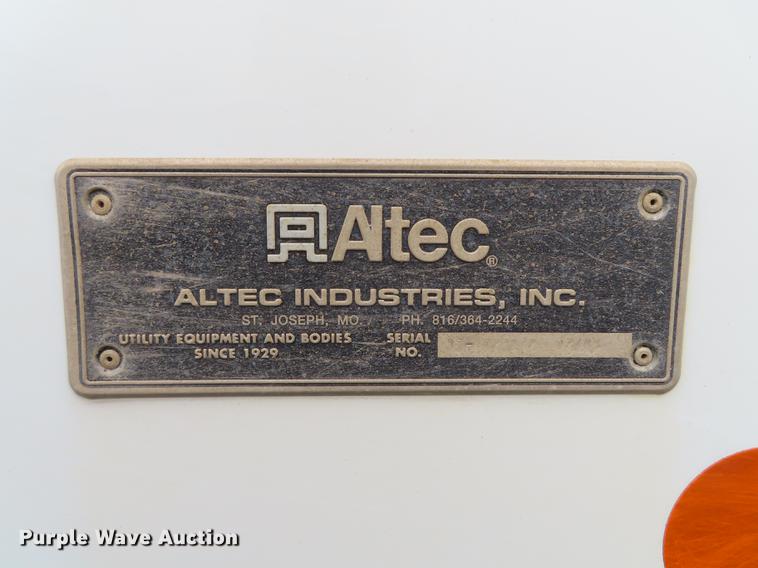 Altec®
ALTEC INDUSTRIES, INC.
ST. JOSEPH, MO. PH. 816/364-2244
UTILITY EQUIPMENT AND BODIES
SINCE 1929
SERIAL
NO.
Purple Wave Auction